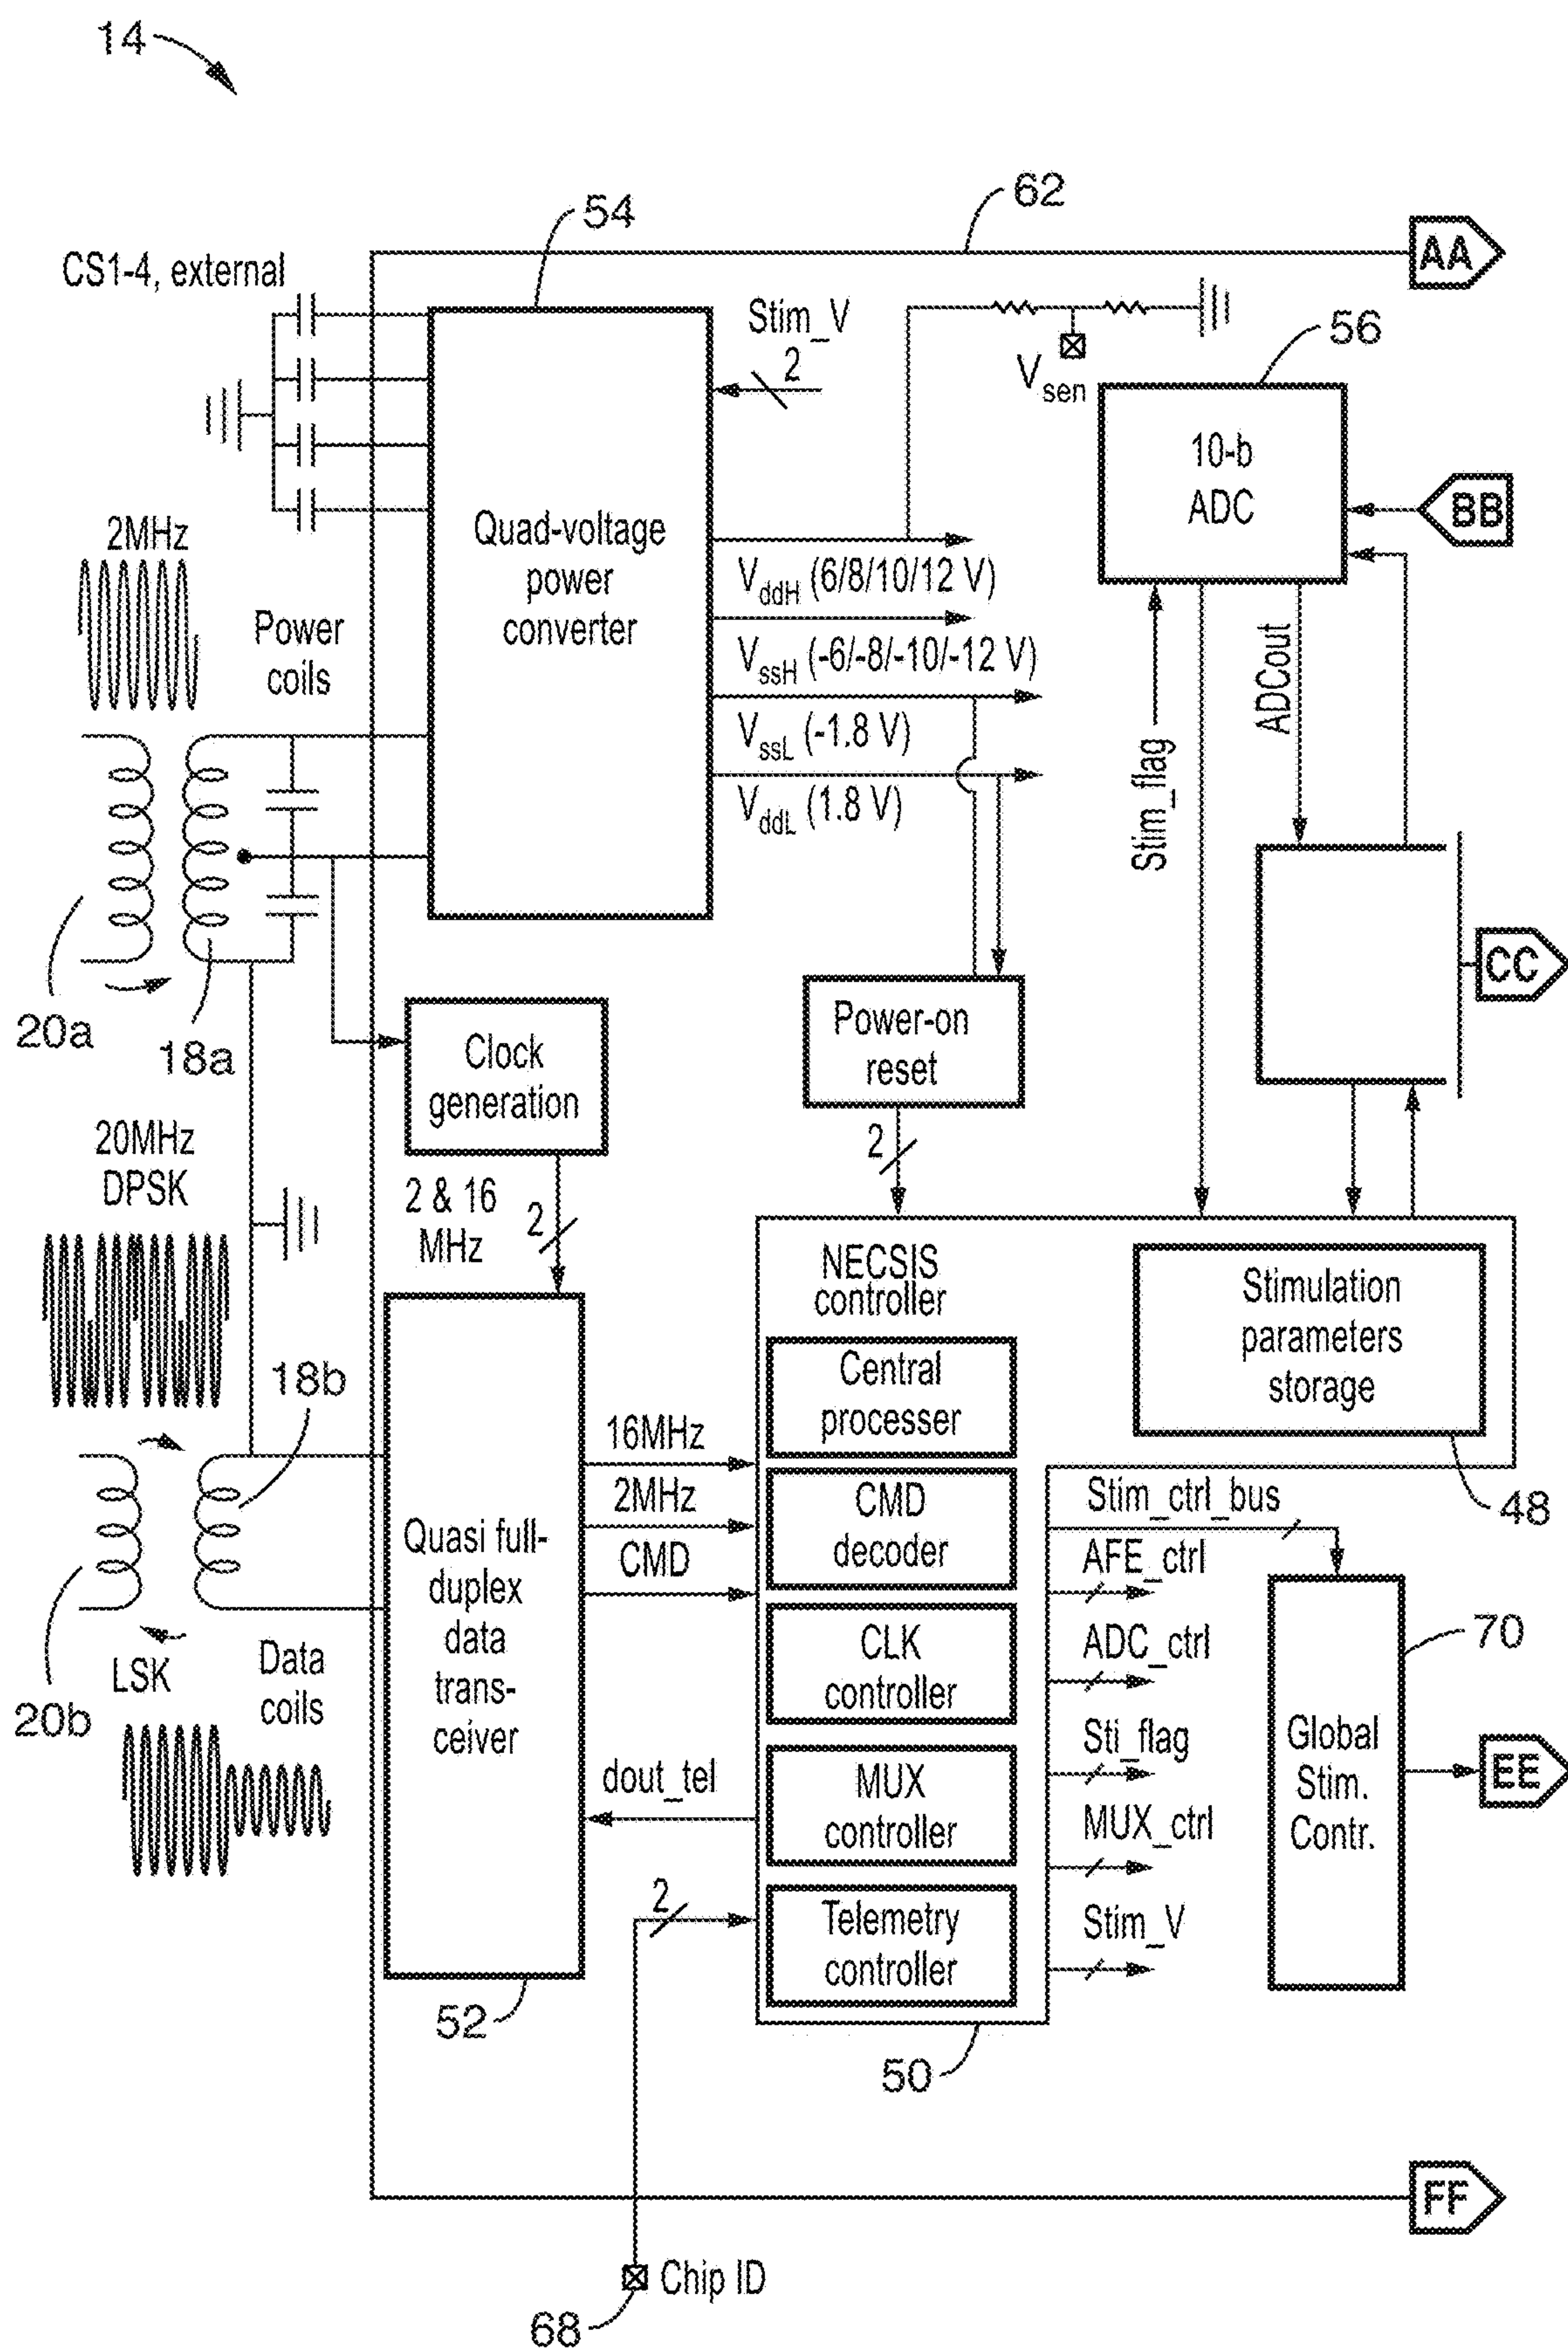 14
62
54
AA
CS1-4, external
Stim_V
2
56
Vsen
10-b
ADC
BB
2MHz
Quad-voltage
power
converter
VddH (6/8/10/12 V)
Power
coils
VssH (-6/-8/-10/-12 V)
ADCout
VssL (-1.8 V)
Stim_flag
VddL (1.8 V)
CC
20a
18a
Clock
generation
Power-on
reset
20MHz
DPSK
2
2 & 16
MHz
2
NECSIS
controller
Stimulation
parameters
storage
18b
Central
processer
16MHz
2MHz
CMD
CMD
decoder
Stim_ctrl_bus
48
Quasi full-
duplex
data
trans-
ceiver
AFE_ctrl
CLK
controller
ADC_ctrl
70
20b
LSK
Data
coils
Global
Stim.
Contr.
Sti_flag
EE
dout_tel
MUX
controller
MUX_ctrl
2
Telemetry
controller
Stim_V
52
50
FF
Chip ID
68